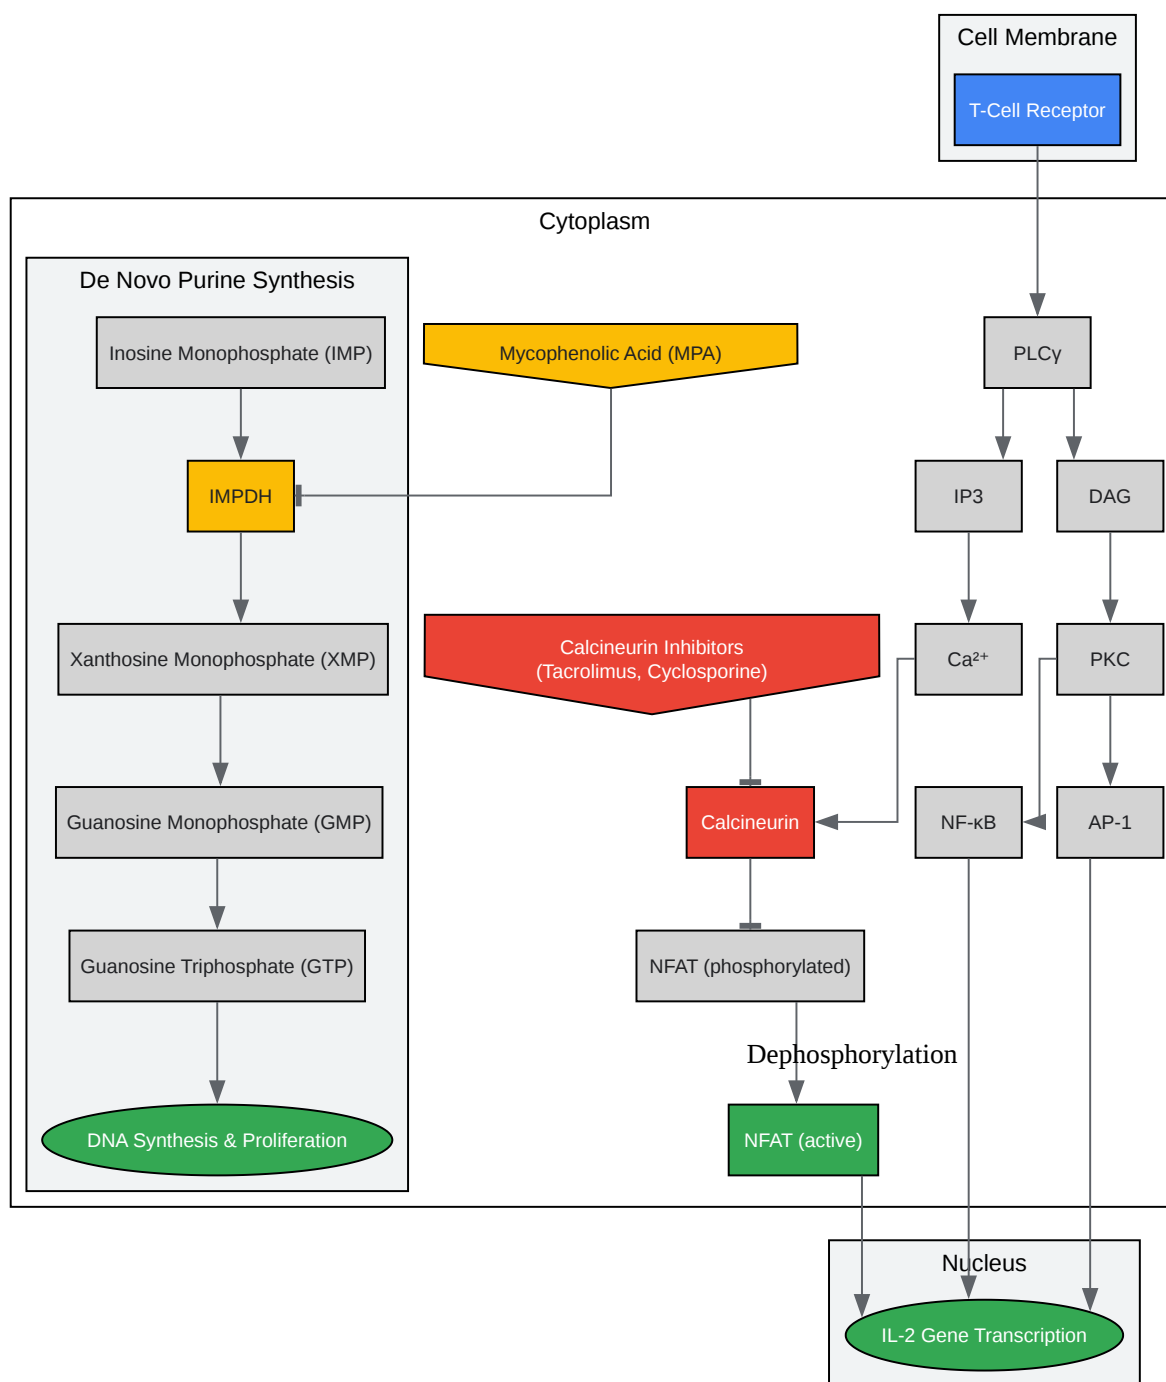 Cell Membrane
T-Cell Receptor
Cytoplasm
De Novo Purine Synthesis
Inosine Monophosphate (IMP)
Mycophenolic Acid (MPA)
PLCγ
IMPDH
IP3
DAG
Xanthosine Monophosphate (XMP)
Calcineurin Inhibitors
(Tacrolimus, Cyclosporine)
Ca²⁺
PKC
Guanosine Monophosphate (GMP)
Calcineurin
NF-κB
AP-1
Guanosine Triphosphate (GTP)
NFAT (phosphorylated)
Dephosphorylation
DNA Synthesis & Proliferation
NFAT (active)
Nucleus
IL-2 Gene Transcription